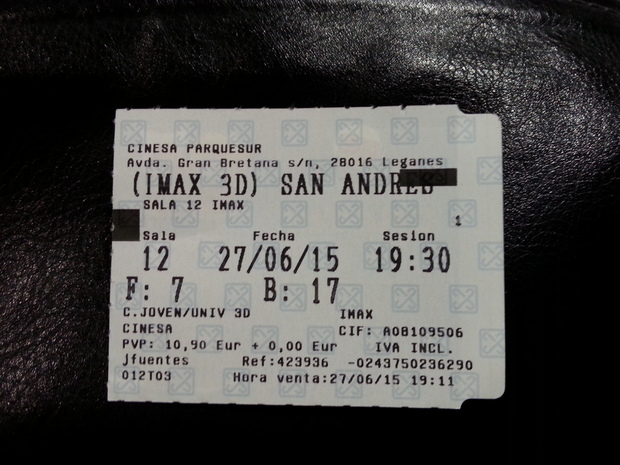 CINESA PARQUESUR
Avda. Gran Bretana s/n, 28016 Leganes
(IMAX 3D) SAN ANDRES
SALA 12 IMAX
1
Sala Fecha Sesion
12 27/06/15 19:30
F: 7 B: 17
C.JOVEN/UNIV 3D IMAX
CINESA CIF: A08109506
PVP: 10,90 Eur + 0,00 Eur IVA INCL.
Jfuentes Ref:423936 -0243750236290
012T03 Hora venta:27/06/15 19:11